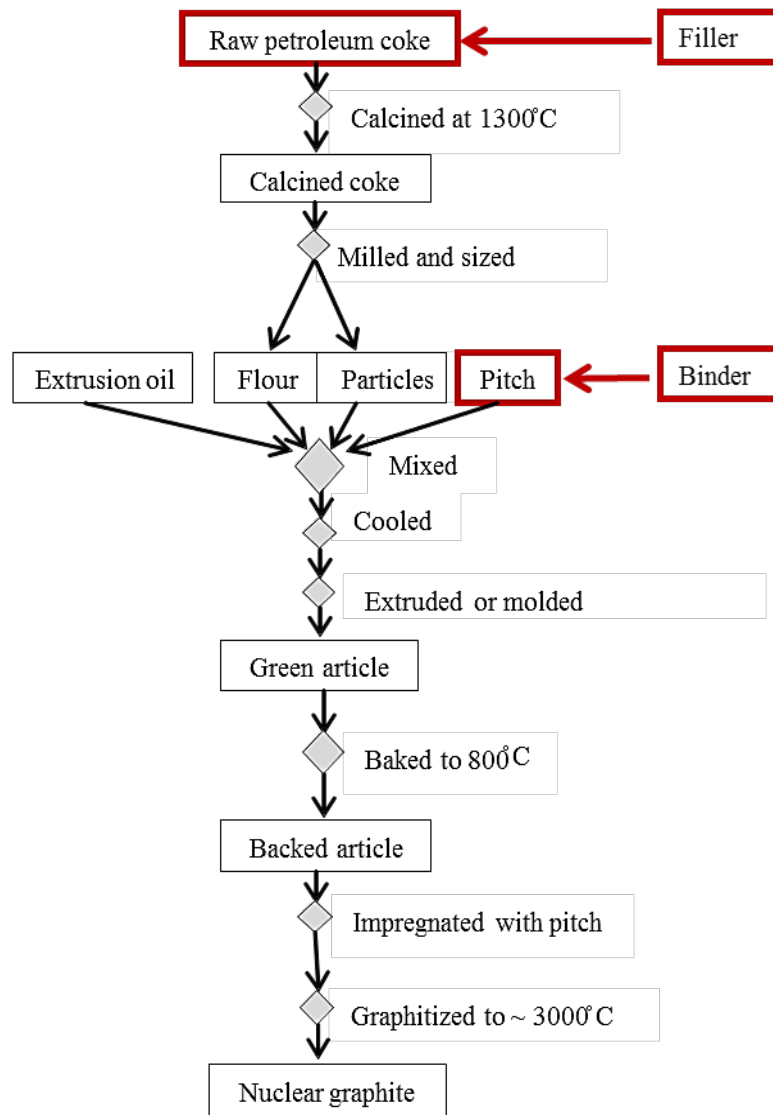 Raw petroleum coke
Filler
Calcined at 1300°C
Calcined coke
Milled and sized
Extrusion oil
Flour
Particles
Pitch
Binder
Mixed
Cooled
Extruded or molded
Green article
Baked to 800°C
Backed article
Impregnated with pitch
Graphitized to ~ 3000°C
Nuclear graphite